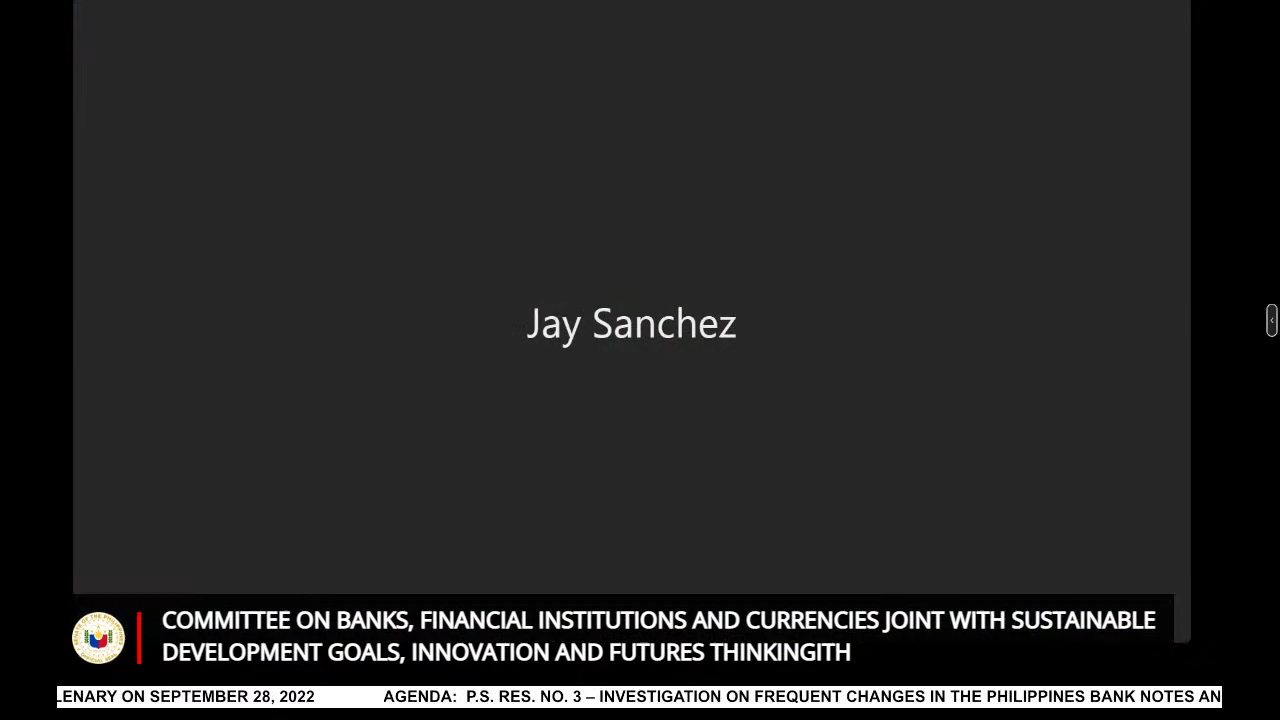 Jay Sanchez
COMMITTEE ON BANKS, FINANCIAL INSTITUTIONS AND CURRENCIES JOINT WITH SUSTAINABLE
DEVELOPMENT GOALS, INNOVATION AND FUTURES THINKINGITH
LENARY ON SEPTEMBER 28, 2022 AGENDA: P.S. RES. NO. 3 – INVESTIGATION ON FREQUENT CHANGES IN THE PHILIPPINES BANK NOTES AN